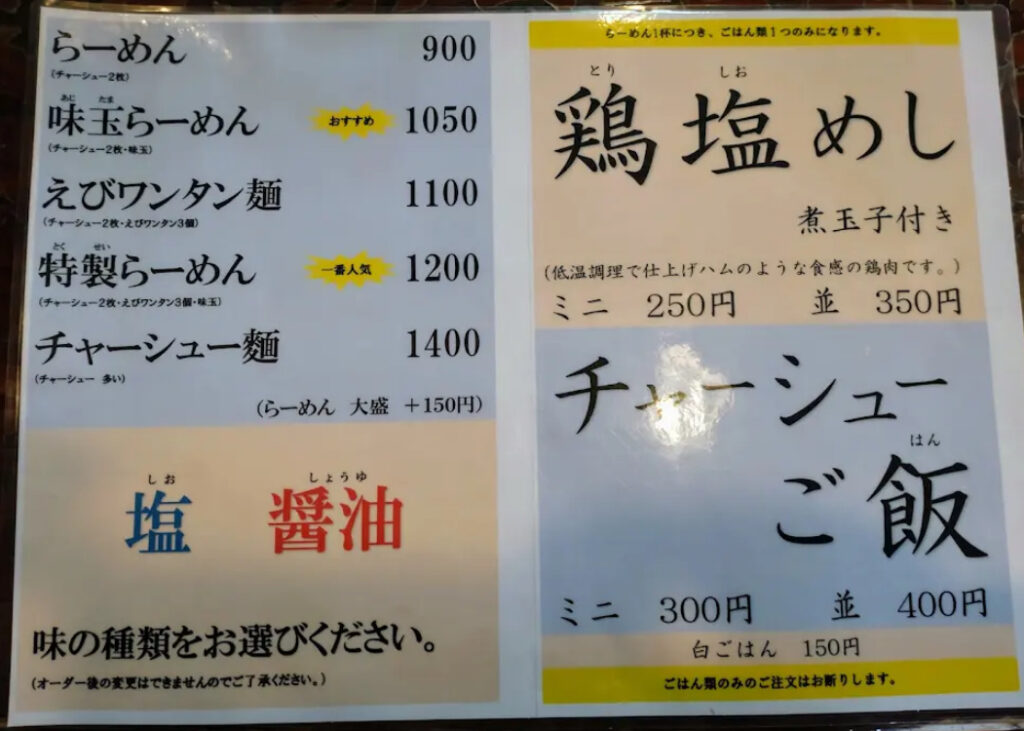 らーめん 900
(チャーシュー2枚)
あじ たま
味玉らーめん おすすめ 1050
(チャーシュー2枚・味玉)
えびワンタン麺 1100
(チャーシュー2枚・えびワンタン3個)
とく せい
特製らーめん 一番人気 1200
(チャーシュー2枚・えびワンタン3個・味玉)
チャーシュー麵 1400
(チャーシュー 多い)
(らーめん 大盛 +150円)
しお しょうゆ
塩 醤油
味の種類をお選びください。
(オーダー後の変更はできませんのでご了承ください。)
らーめん1杯につき、ごはん類1つのみになります。
とり しお
鶏塩めし
煮玉子付き
(低温調理で仕上げハムのような食感の鶏肉です。)
ミニ 250円 並 350円
チャーシュー
はん
ご飯
ミニ 300円 並 400円
白ごはん 150円
ごはん類のみのご注文はお断りします。